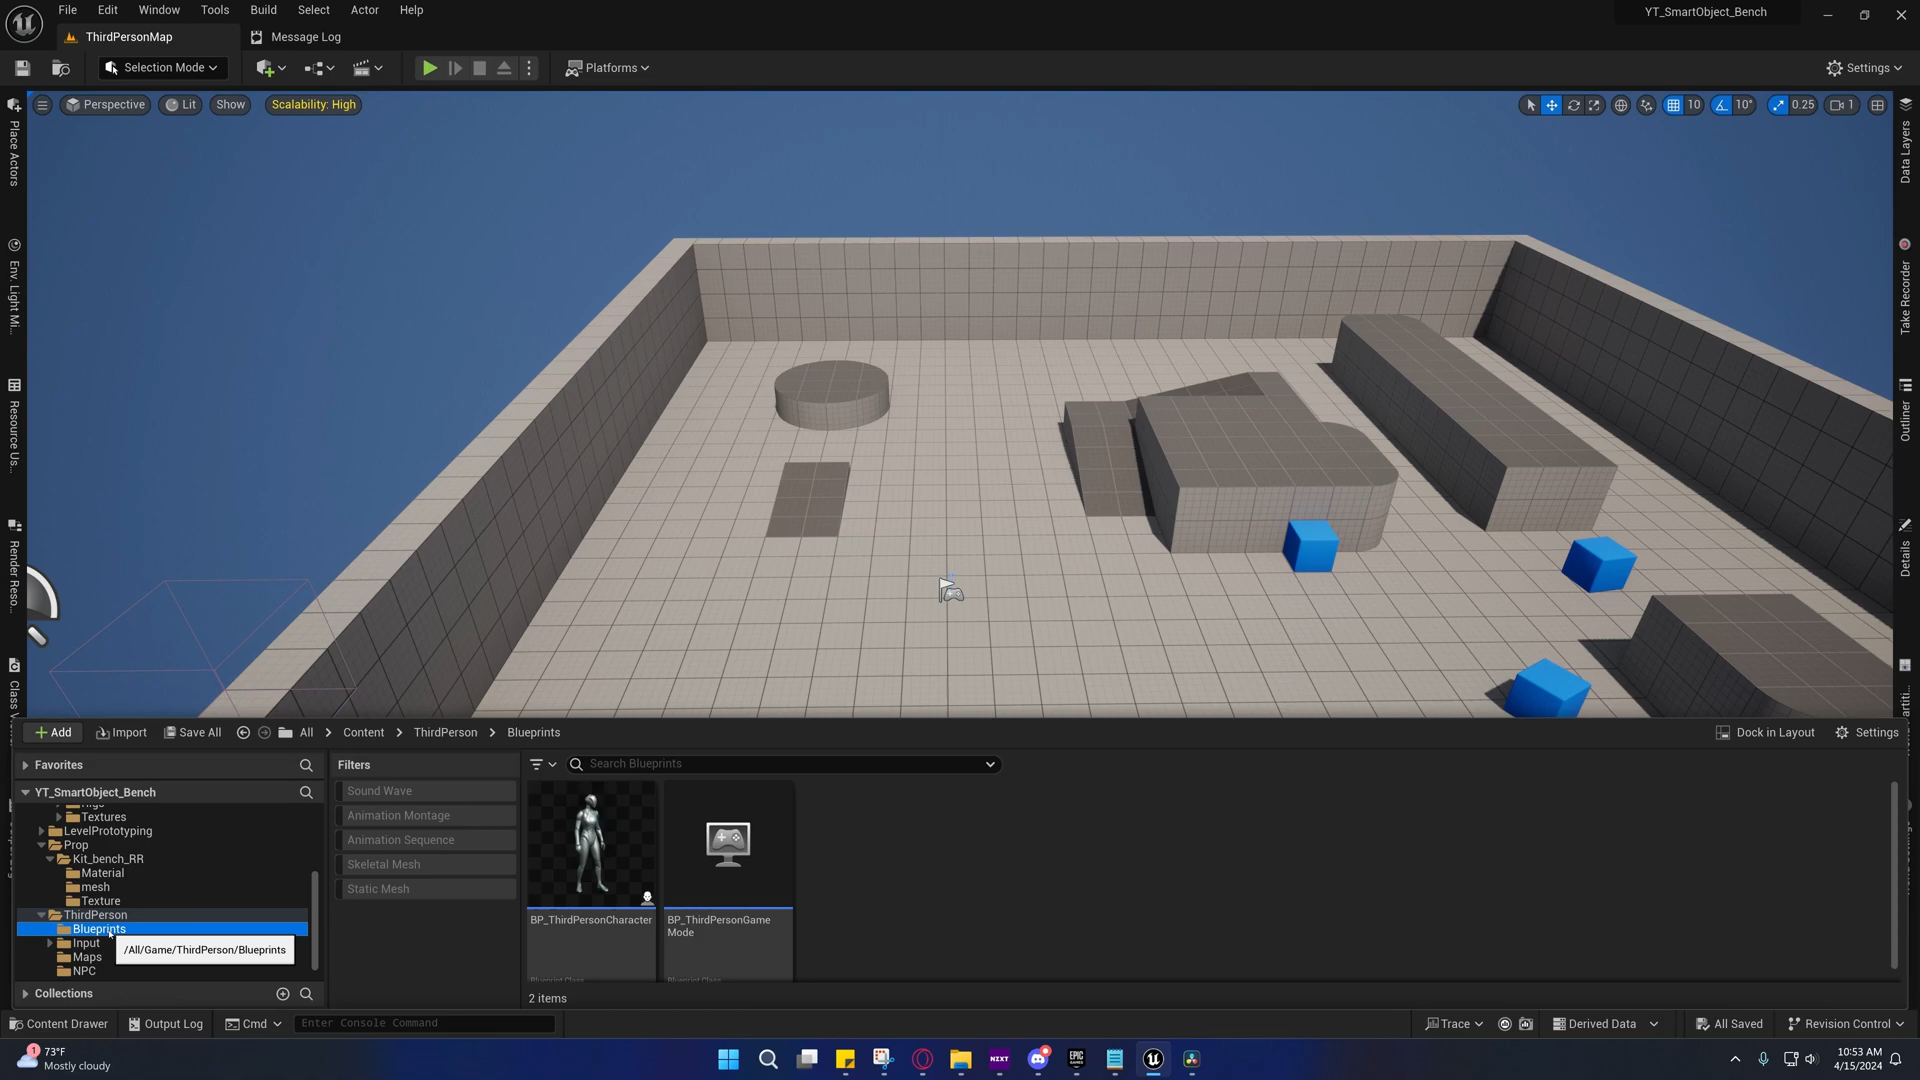 File Edit Window Tools Build Select Actor Help
YT_SmartObject_Bench
ThirdPersonMap
Message Log
Selection Mode
Platforms
Settings
Perspective Lit Show Scalability: High
10 10° 0.25 1
Place Actors
Env. Light Mi...
Resource Us...
Render Reso...
Data Layers
Take Recorder
Outliner
Details
Add Import Save All All > Content > ThirdPerson > Blueprints
Dock in Layout Settings
Favorites
Filters
Search Blueprints
YT_SmartObject_Bench
Sound Wave
Animation Montage
Animation Sequence
Skeletal Mesh
Static Mesh
Textures
LevelPrototyping
Prop
Kit_bench_RR
Material
mesh
Texture
ThirdPerson
Blueprints
Input
Maps
NPC
/All/Game/ThirdPerson/Blueprints
BP_ThirdPersonCharacter
BP_ThirdPersonGame
Mode
Blueprint Class
Blueprint Class
Collections
2 items
Content Drawer Output Log Cmd Enter Console Command
Trace Derived Data All Saved Revision Control
1
73°F
Mostly cloudy
NZXT
EPIC
GAMES
10:53 AM
4/15/2024